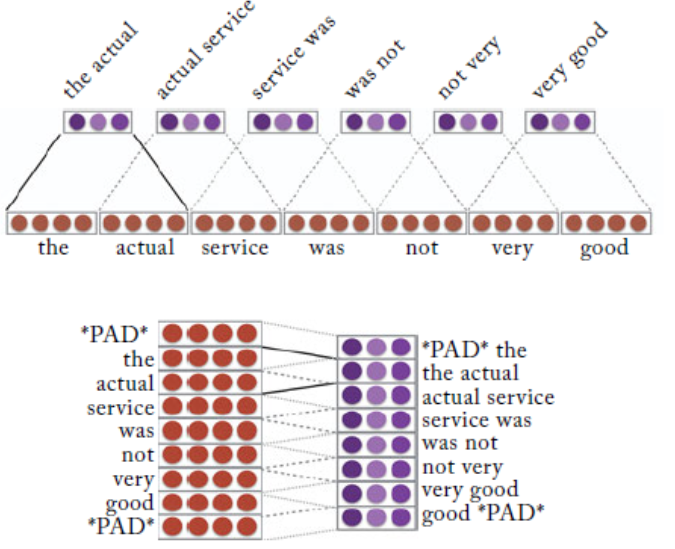 the actual
actual service
service was
was not
not very
very good
the
actual
service
was
not
very
good
*PAD*
the
actual
service
was
not
very
good
*PAD*
*PAD* the
the actual
actual service
service was
was not
not very
very good
good *PAD*